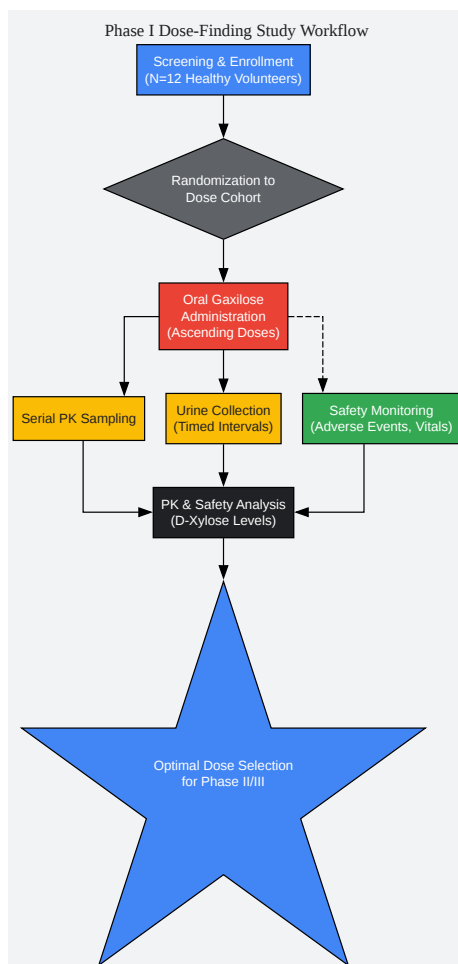 Phase I Dose-Finding Study Workflow
Screening & Enrollment
(N=12 Healthy Volunteers)
Randomization to
Dose Cohort
Oral Gaxilose
Administration
(Ascending Doses)
Serial PK Sampling
Urine Collection
(Timed Intervals)
Safety Monitoring
(Adverse Events, Vitals)
PK & Safety Analysis
(D-Xylose Levels)
Optimal Dose Selection
for Phase II/III